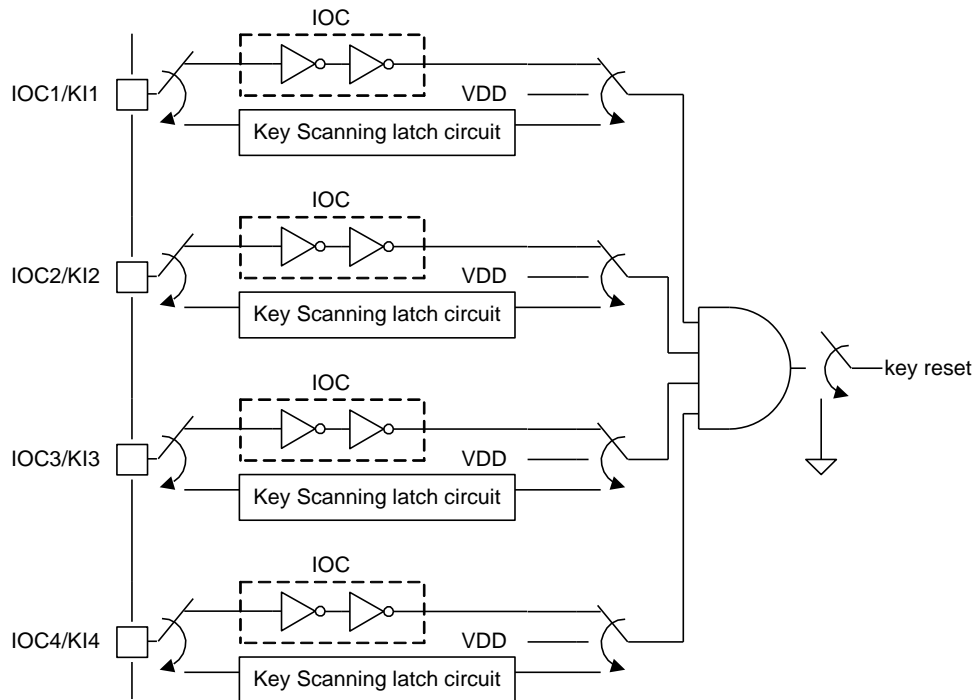 IOC
IOC1/KI1
VDD
Key Scanning latch circuit
IOC
IOC2/KI2
VDD
Key Scanning latch circuit
key reset
IOC
IOC3/KI3
VDD
Key Scanning latch circuit
IOC
IOC4/KI4
VDD
Key Scanning latch circuit